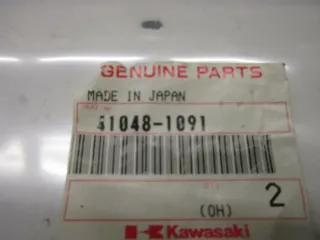 GENUINE PARTS
MADE IN JAPAN
41048-1091
2
(OH)
Kawasaki